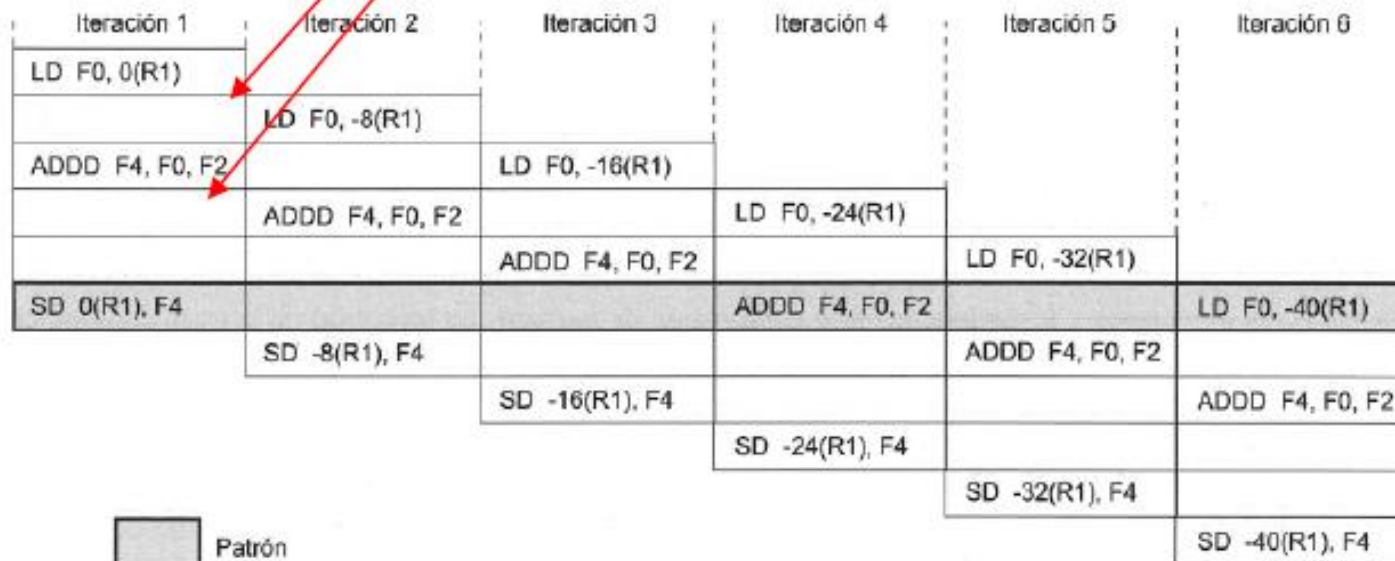 Iteración 1 Iteración 2 Iteración 3 Iteración 4 Iteración 5 Iteración 6
LD F0, 0(R1)
LD F0, -8(R1)
ADDD F4, F0, F2 LD F0, -16(R1)
ADDD F4, F0, F2 LD F0, -24(R1)
ADDD F4, F0, F2 LD F0, -32(R1)
SD 0(R1), F4 ADDD F4, F0, F2 LD F0, -40(R1)
SD -8(R1), F4 ADDD F4, F0, F2
SD -16(R1), F4 ADDD F4, F0, F2
SD -24(R1), F4
SD -32(R1), F4
SD -40(R1), F4
Patrón